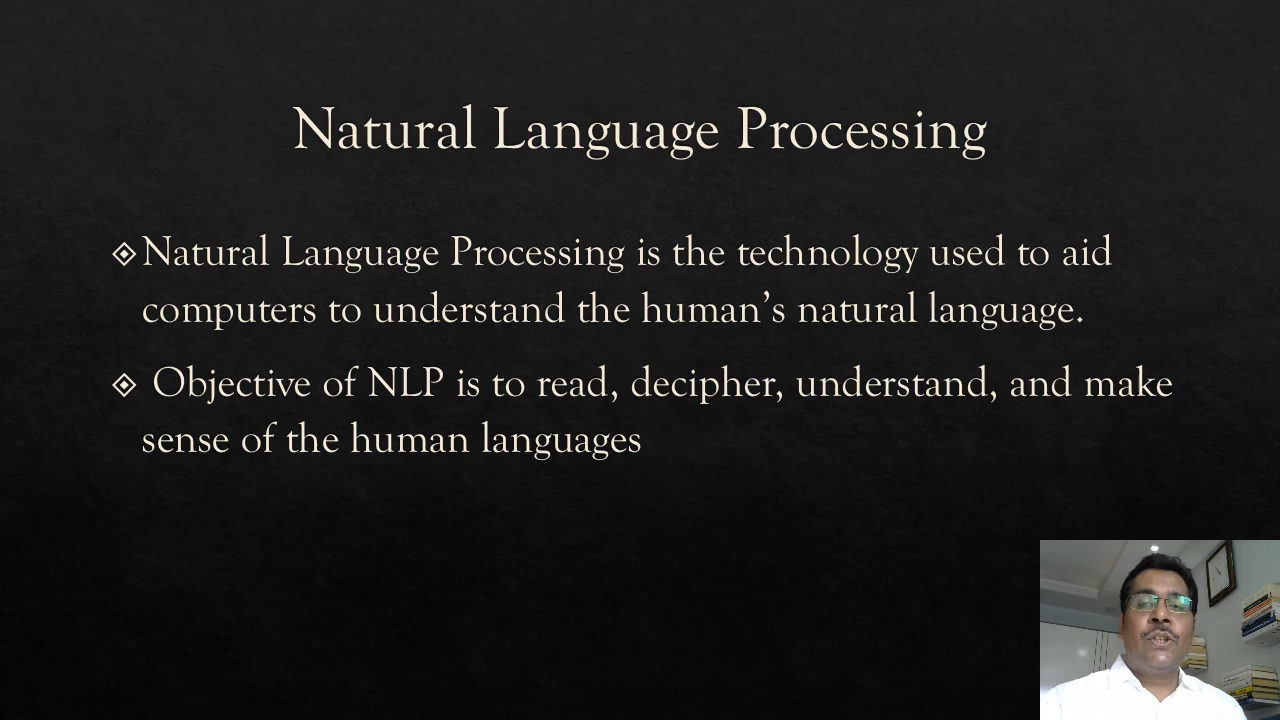 Natural Language Processing
Natural Language Processing is the technology used to aid
computers to understand the human’s natural language.
Objective of NLP is to read, decipher, understand, and make
sense of the human languages